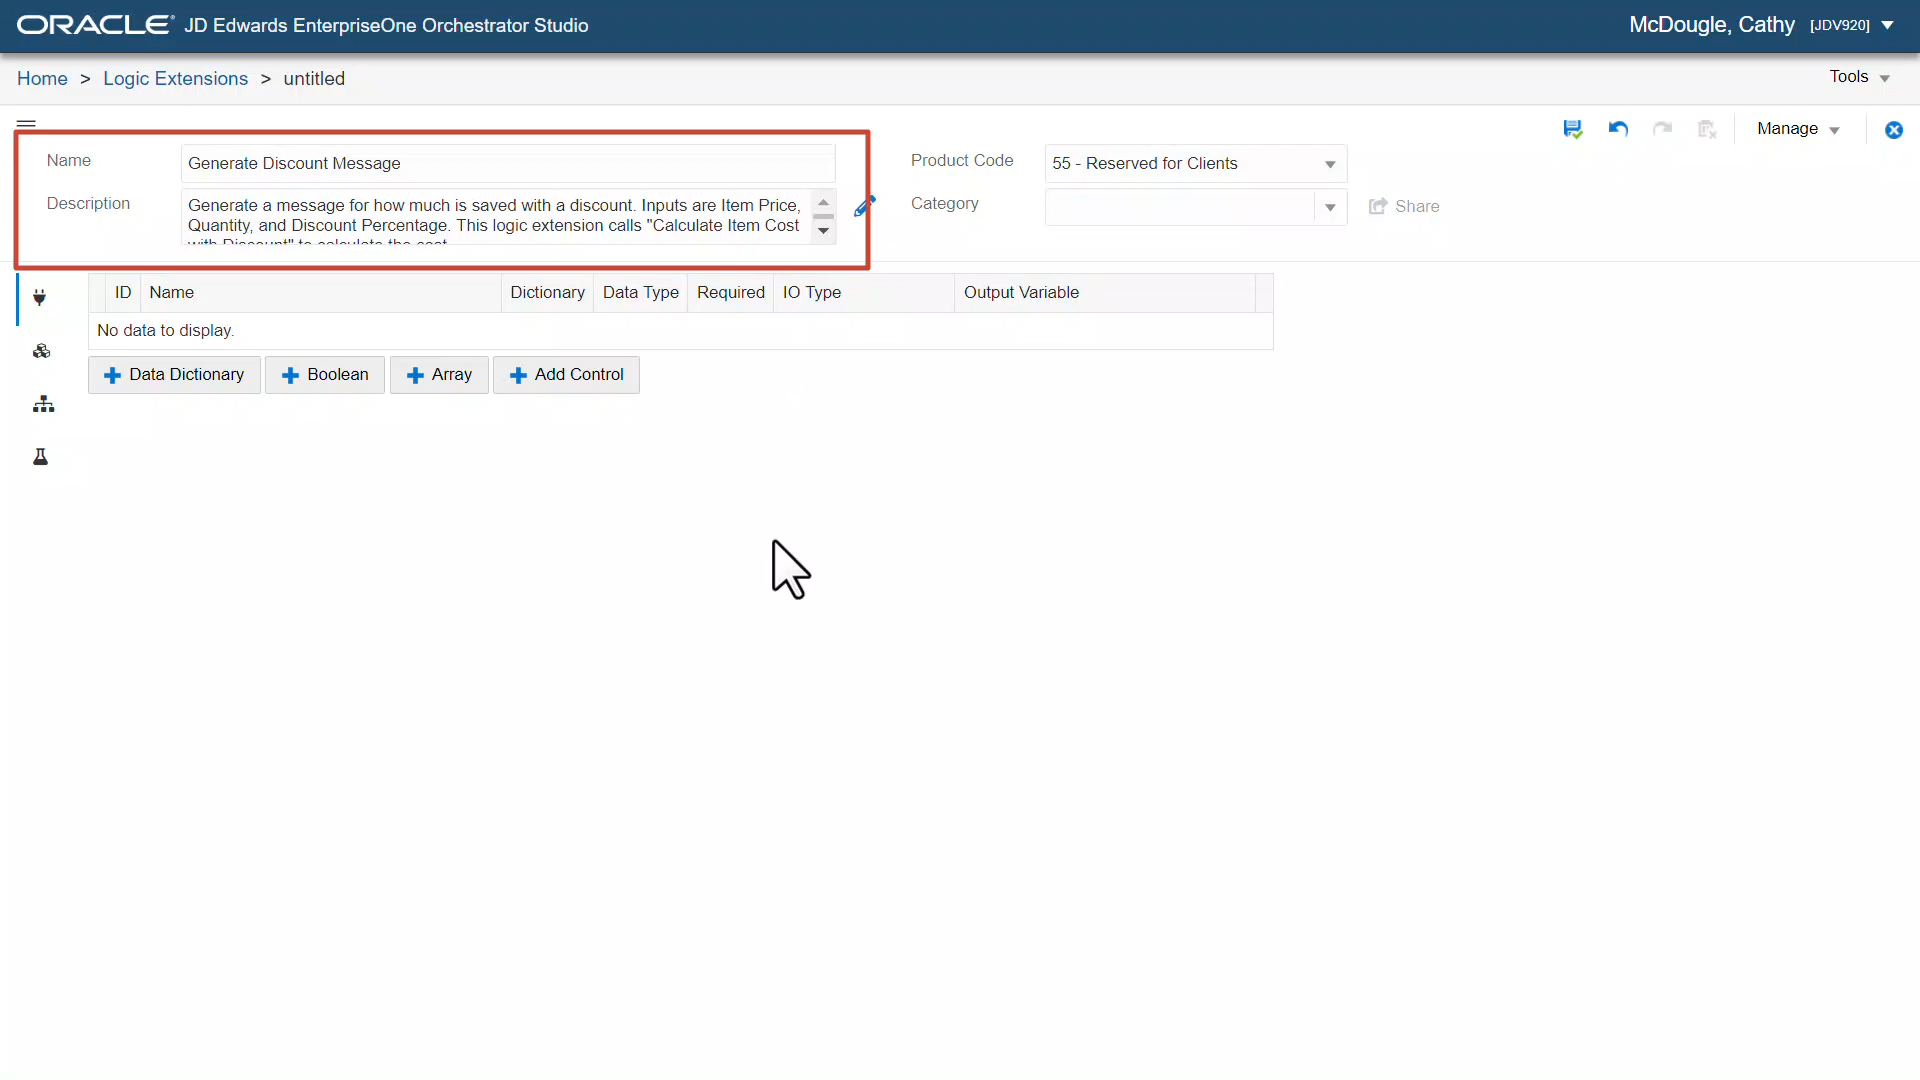 ORACLE JD Edwards EnterpriseOne Orchestrator Studio
McDougle, Cathy [JDV920]
Home > Logic Extensions > untitled
Tools
Manage
Name
Generate Discount Message
Product Code
55 - Reserved for Clients
Description
Generate a message for how much is saved with a discount. Inputs are Item Price,
Quantity, and Discount Percentage. This logic extension calls "Calculate Item Cost
with Discount" to calculate the cost
Category
Share
ID Name Dictionary Data Type Required IO Type Output Variable
No data to display.
Data Dictionary
Boolean
Array
Add Control